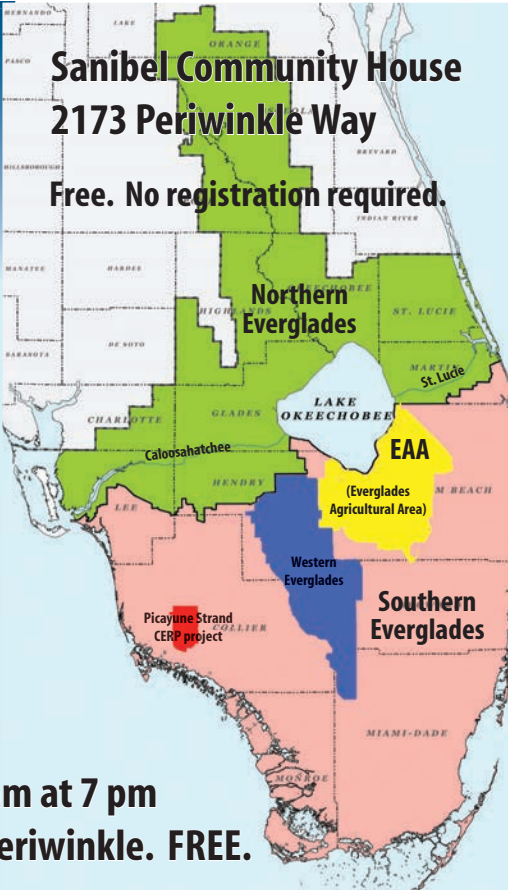 HERNANDO
LAKE
PASCO
ORANGE
Sanibel Community House
2173 Periwinkle Way
BREVARD
HILLSBOROUGH
Free. No registration required.
INDIAN RIVER
MANATEE
HARDEE
Northern
Everglades
ST. LUCIE
SARASOTA
DE SOTO
MARTIN
St. Lucie
LAKE
OKEECHOBEE
CHARLOTTE
GLADES
Caloosahatchee
EAA
HENDRY
(Everglades
Agricultural Area)
M BEACH
LEE
Western
Everglades
Southern
Everglades
Picayune Strand
CERP project
COLLIER
MIAMI-DADE
MONROE
m at 7 pm
eriwinkle. FREE.